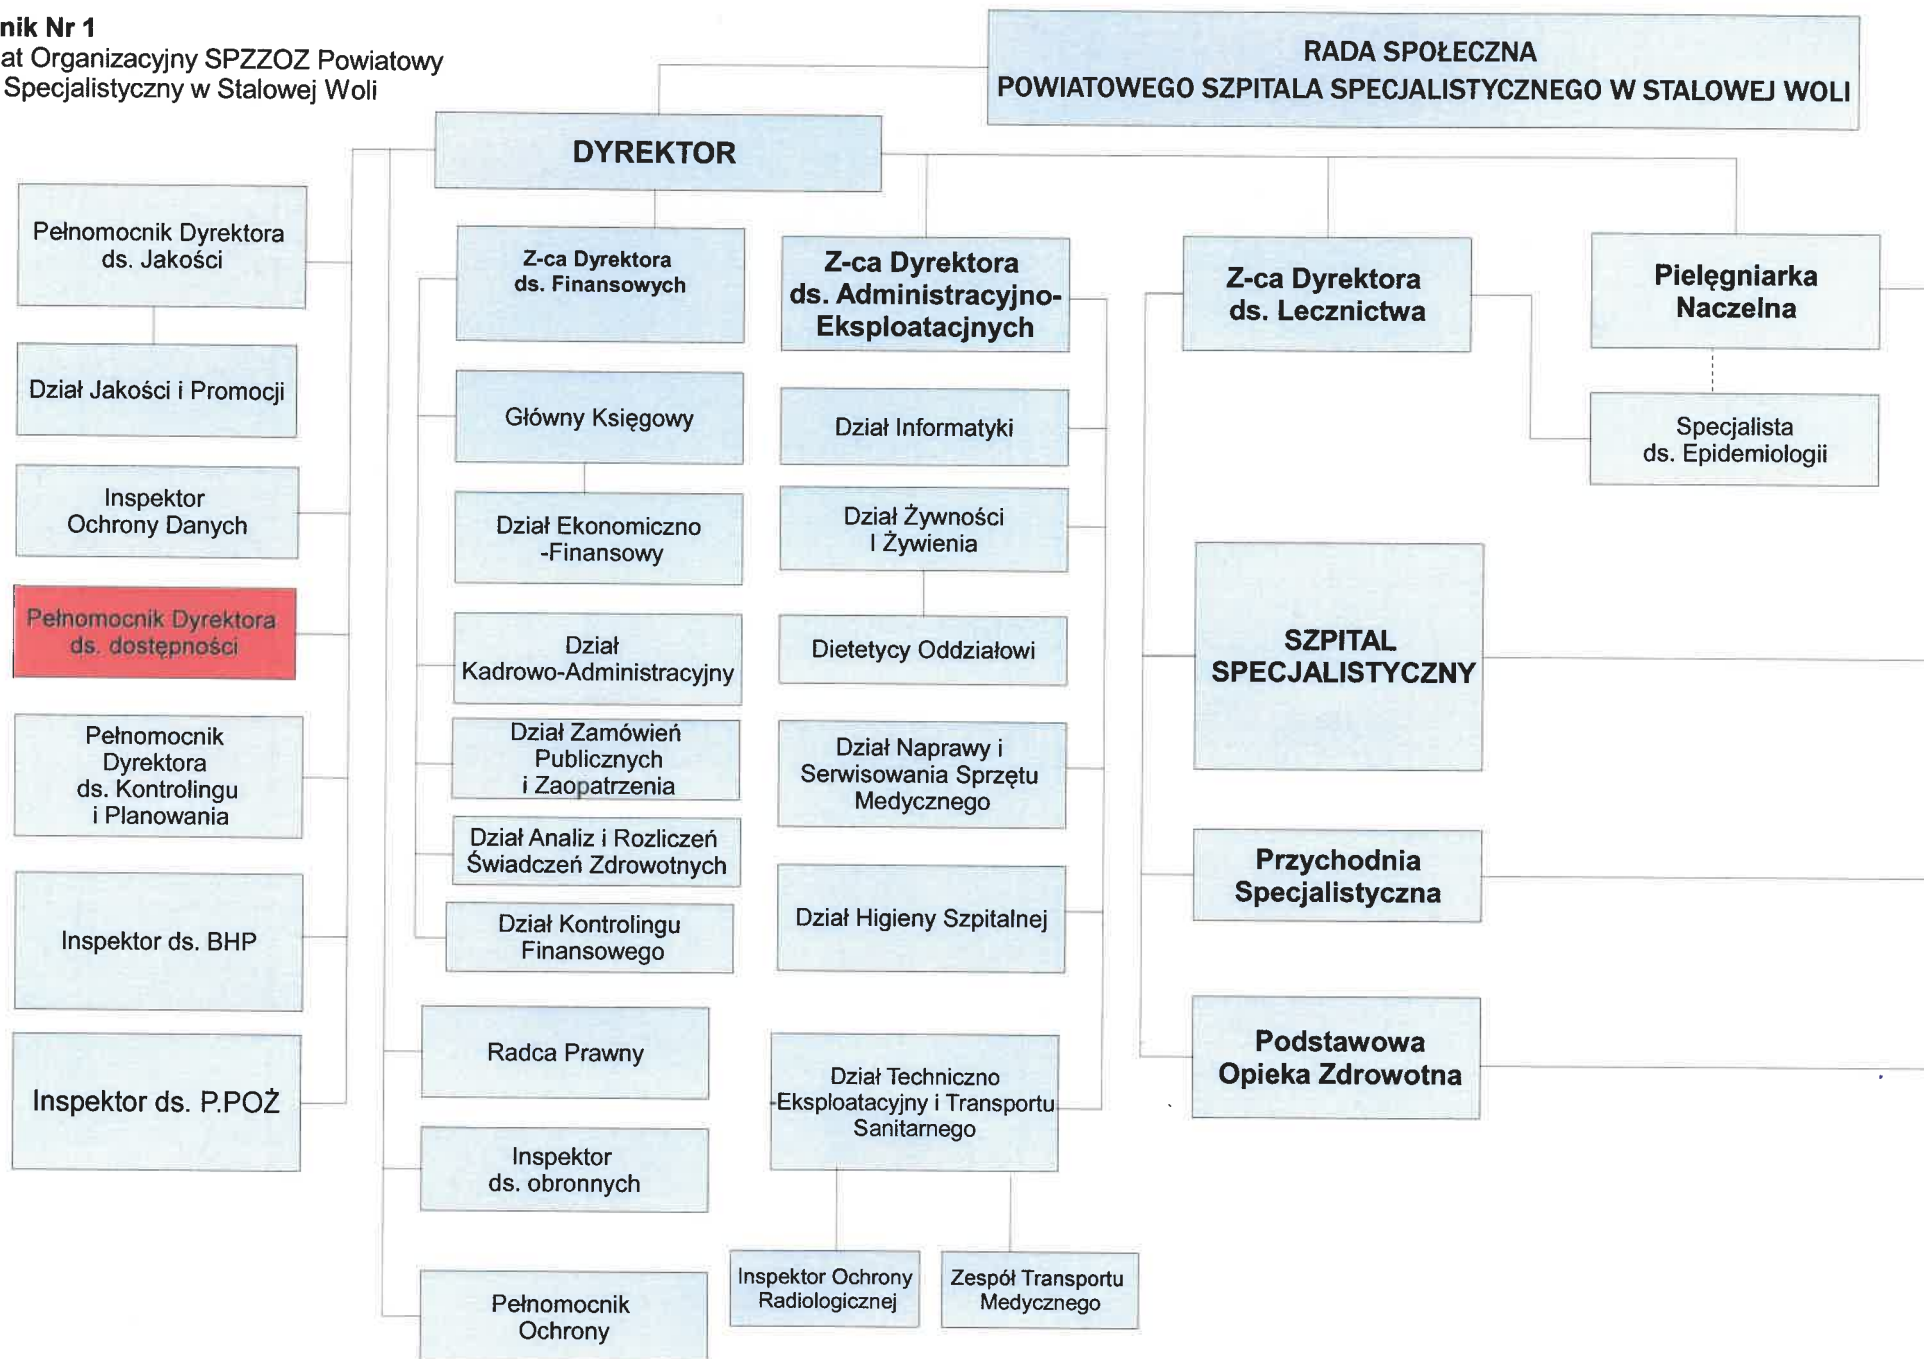 nik Nr 1
at Organizacyjny SPZZOZ Powiatowy
Specjalistyczny w Stalowej Woli
RADA SPOŁECZNA
POWIATOWEGO SZPITALA SPECJALISTYCZNEGO W STALOWEJ WOLI
DYREKTOR
Pełnomocnik Dyrektora
ds. Jakości
Dział Jakości i Promocji
Inspektor
Ochrony Danych
Pełnomocnik Dyrektora
ds. dostępności
Pełnomocnik
Dyrektora
ds. Kontrolingu
i Planowania
Inspektor ds. BHP
Inspektor ds. P.POŻ
Z-ca Dyrektora
ds. Finansowych
Główny Księgowy
Dział Ekonomiczno
-Finansowy
Dział
Kadrowo-Administracyjny
Dział Zamówień
Publicznych
i Zaopatrzenia
Dział Analiz i Rozliczeń
Świadczeń Zdrowotnych
Dział Kontrolingu
Finansowego
Radca Prawny
Inspektor
ds. obronnych
Pełnomocnik
Ochrony
Z-ca Dyrektora
ds. Administracyjno-
Eksploatacjnych
Dział Informatyki
Dział Żywności
I Żywienia
Dietetycy Oddziałowi
Dział Naprawy i
Serwisowania Sprzętu
Medycznego
Dział Higieny Szpitalnej
Dział Techniczno
-Eksploatacyjny i Transportu
Sanitarnego
Inspektor Ochrony
Radiologicznej
Zespół Transportu
Medycznego
Z-ca Dyrektora
ds. Lecznictwa
SZPITAL
SPECJALISTYCZNY
Przychodnia
Specjalistyczna
Podstawowa
Opieka Zdrowotna
Pielęgniarka
Naczelna
Specjalista
ds. Epidemiologii